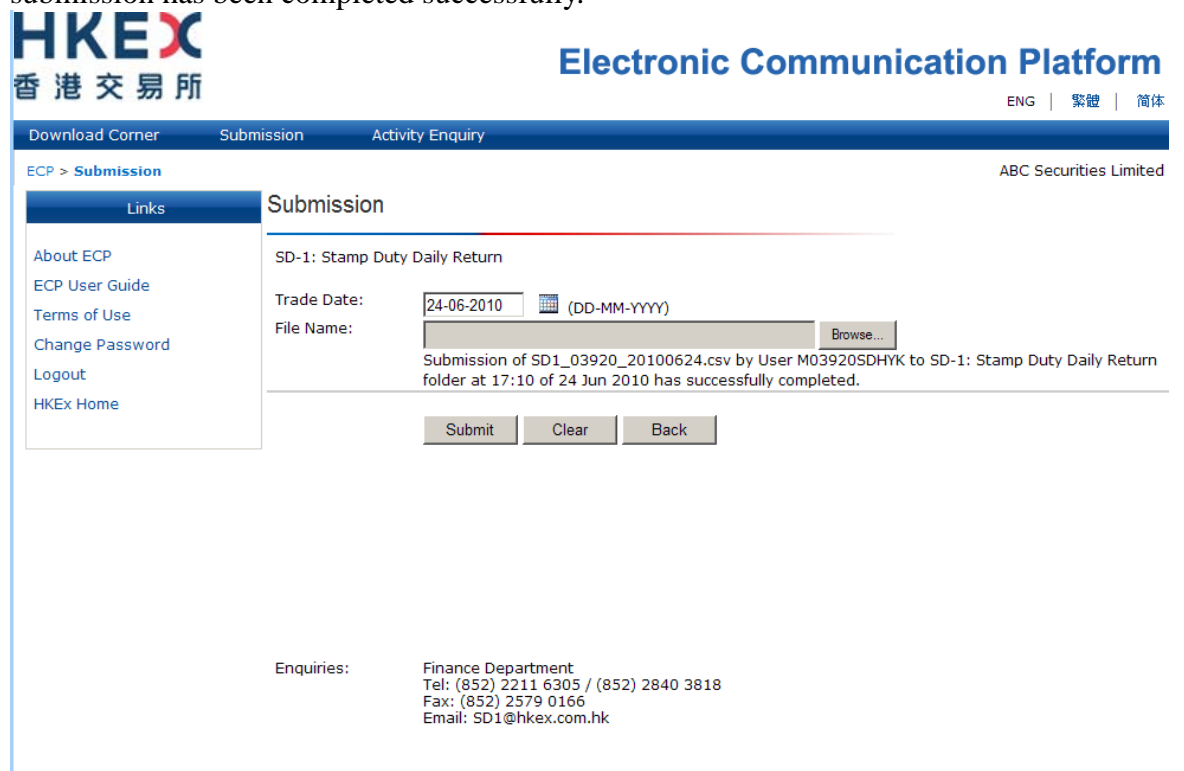 submission has been completed successfully.
HKEX
香港交易所
Electronic Communication Platform
ENG | 繁體 | 简体
Download Corner Submission Activity Enquiry
ECP > Submission ABC Securities Limited
Links
Submission
About ECP
ECP User Guide
Terms of Use
Change Password
Logout
HKEx Home
SD-1: Stamp Duty Daily Return
Trade Date: 24-06-2010 (DD-MM-YYYY)
File Name: Browse...
Submission of SD1_03920_20100624.csv by User M03920SDHYK to SD-1: Stamp Duty Daily Return
folder at 17:10 of 24 Jun 2010 has successfully completed.
Submit Clear Back
Enquiries: Finance Department
Tel: (852) 2211 6305 / (852) 2840 3818
Fax: (852) 2579 0166
Email: SD1@hkex.com.hk